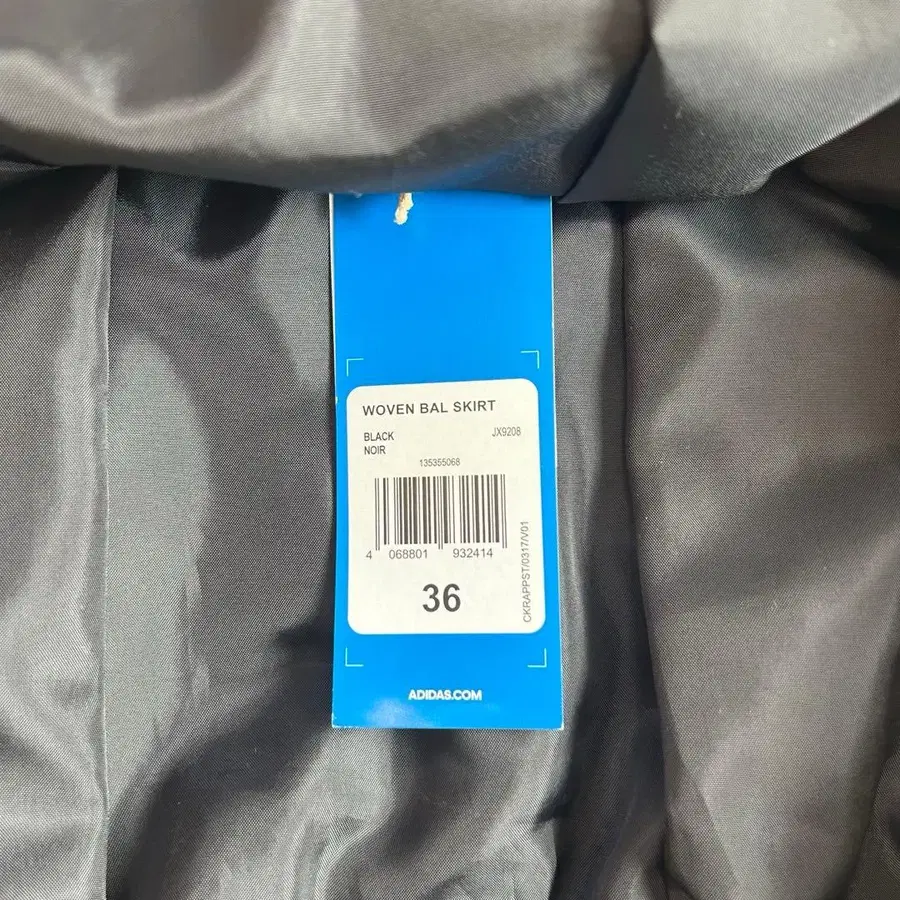 WOVEN BAL SKIRT
BLACK JX9208
NOIR
135355068
4 068801 932414
36
CKRAPPST/0317/V01
ADIDAS.COM